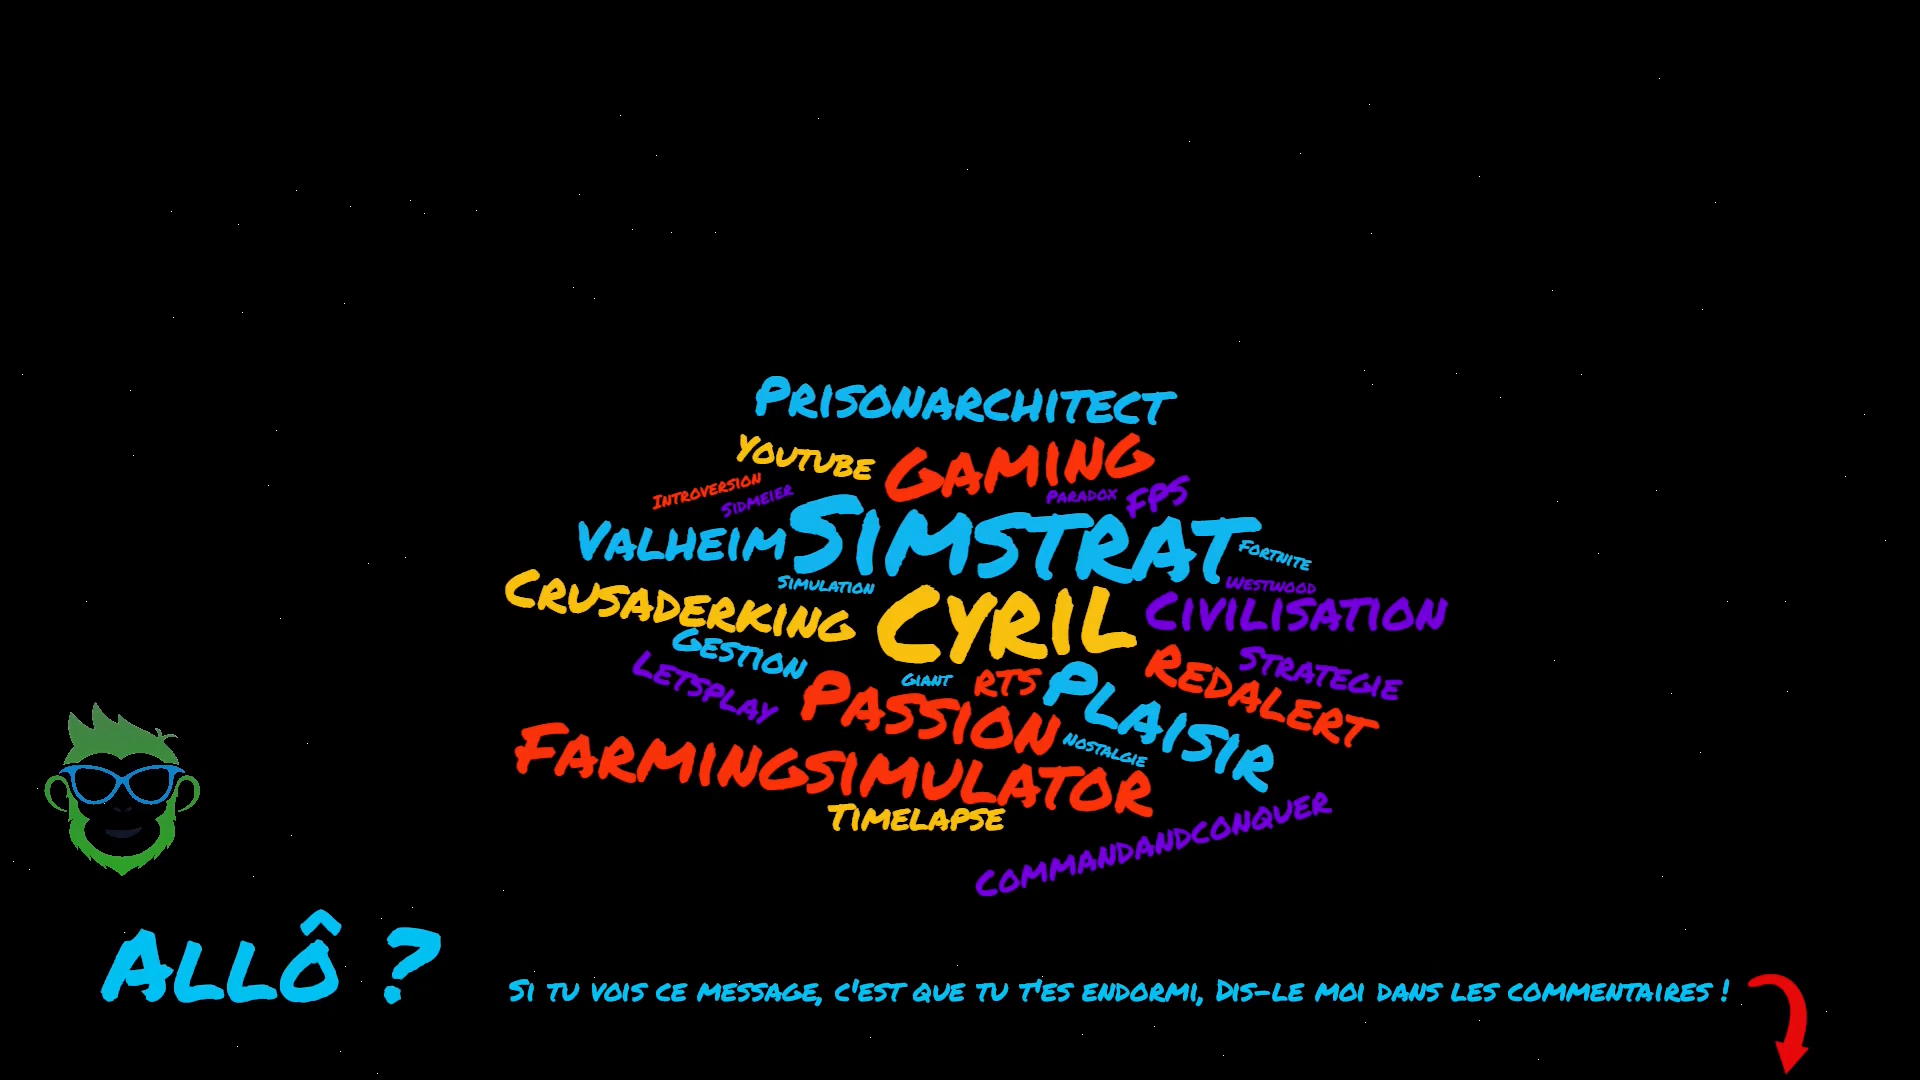 Prisonarchitect
Youtube
Gaming
Introversion
Sidmeier
Paradox
FPS
Valheim
Simstrat
Fortnite
Simulation
Westwood
Crusaderking
Cyril
Civilisation
Gestion
Strategie
Letsplay
Giant
RTS
Plaisir
Redalert
Passion
Nostalgie
Farmingsimulator
Timelapse
Commandandconquer
Allô ?
Si tu vois ce message, c'est que tu t'es endormi, Dis-le moi dans les commentaires !